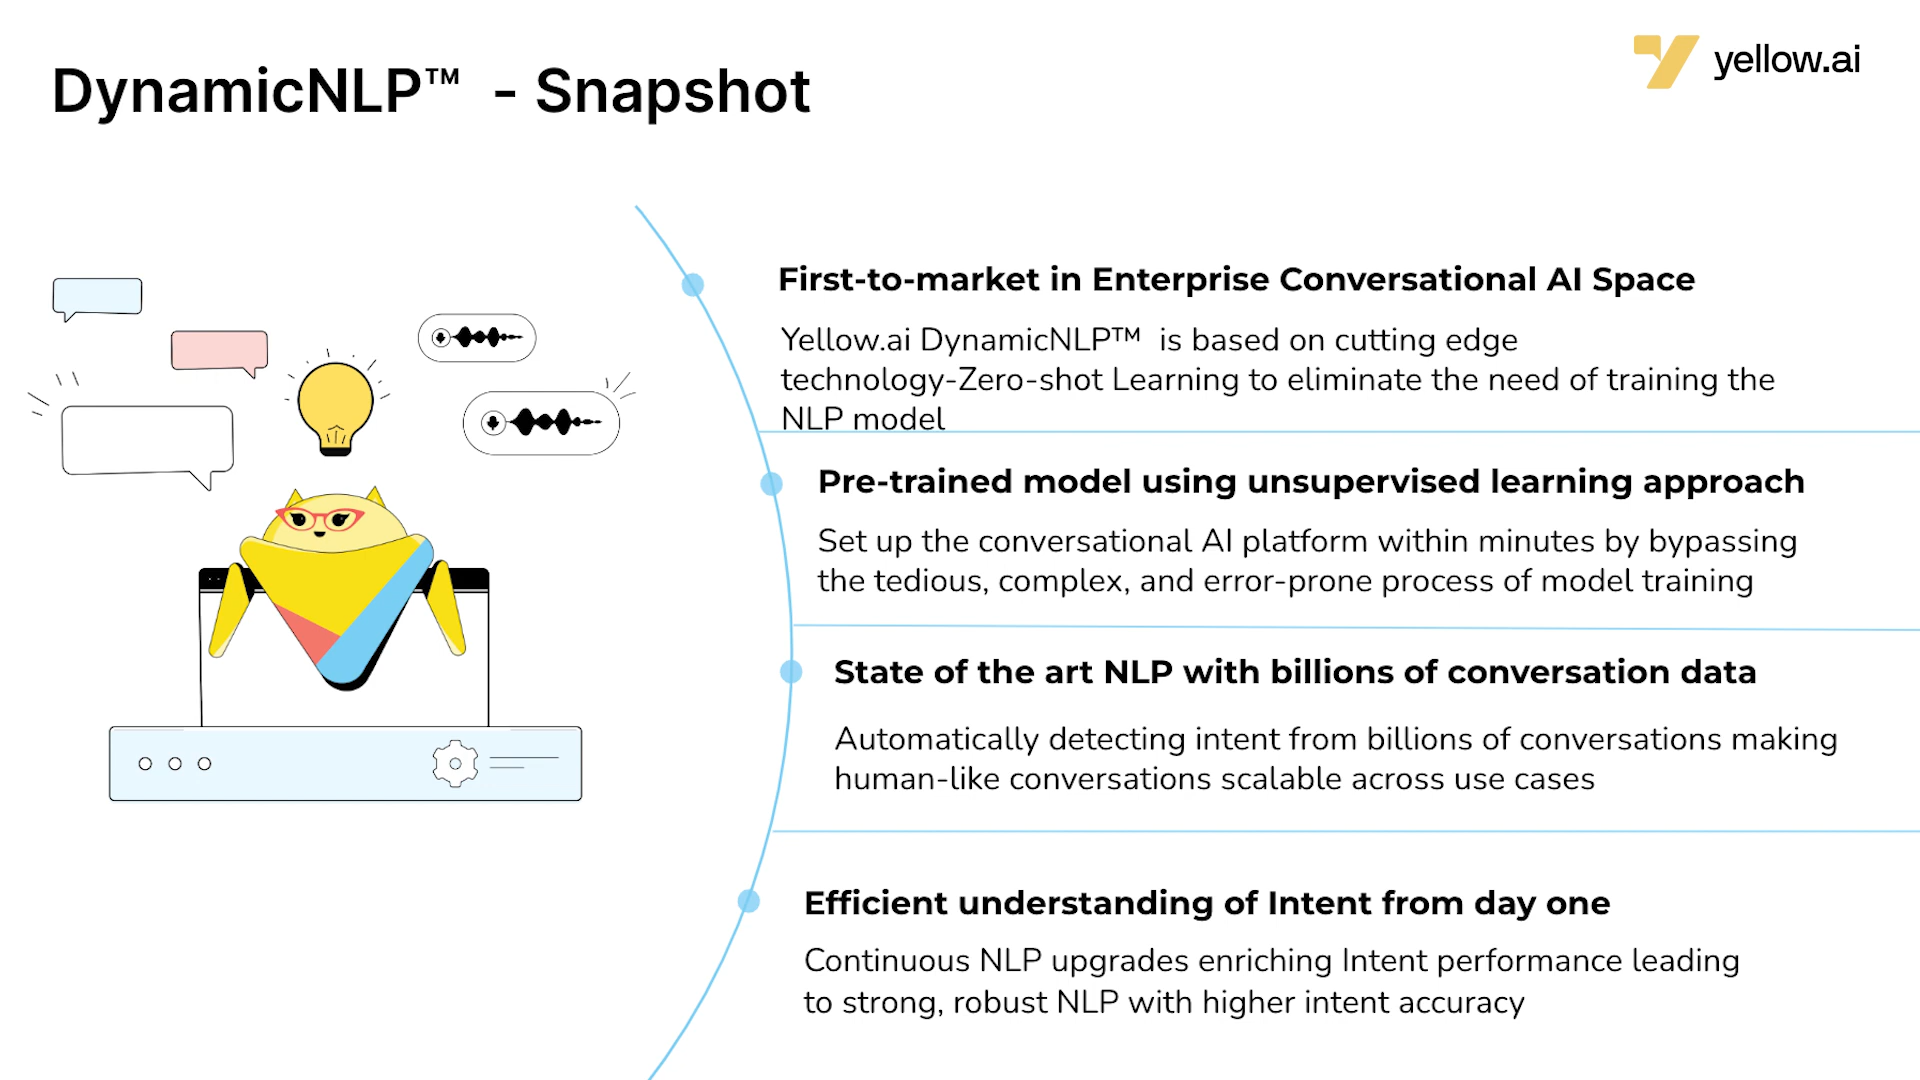 DynamicNLP™ - Snapshot
yellow.ai
First-to-market in Enterprise Conversational AI Space
Yellow.ai DynamicNLP™ is based on cutting edge
technology-Zero-shot Learning to eliminate the need of training the
NLP model
Pre-trained model using unsupervised learning approach
Set up the conversational AI platform within minutes by bypassing
the tedious, complex, and error-prone process of model training
State of the art NLP with billions of conversation data
Automatically detecting intent from billions of conversations making
human-like conversations scalable across use cases
Efficient understanding of Intent from day one
Continuous NLP upgrades enriching Intent performance leading
to strong, robust NLP with higher intent accuracy